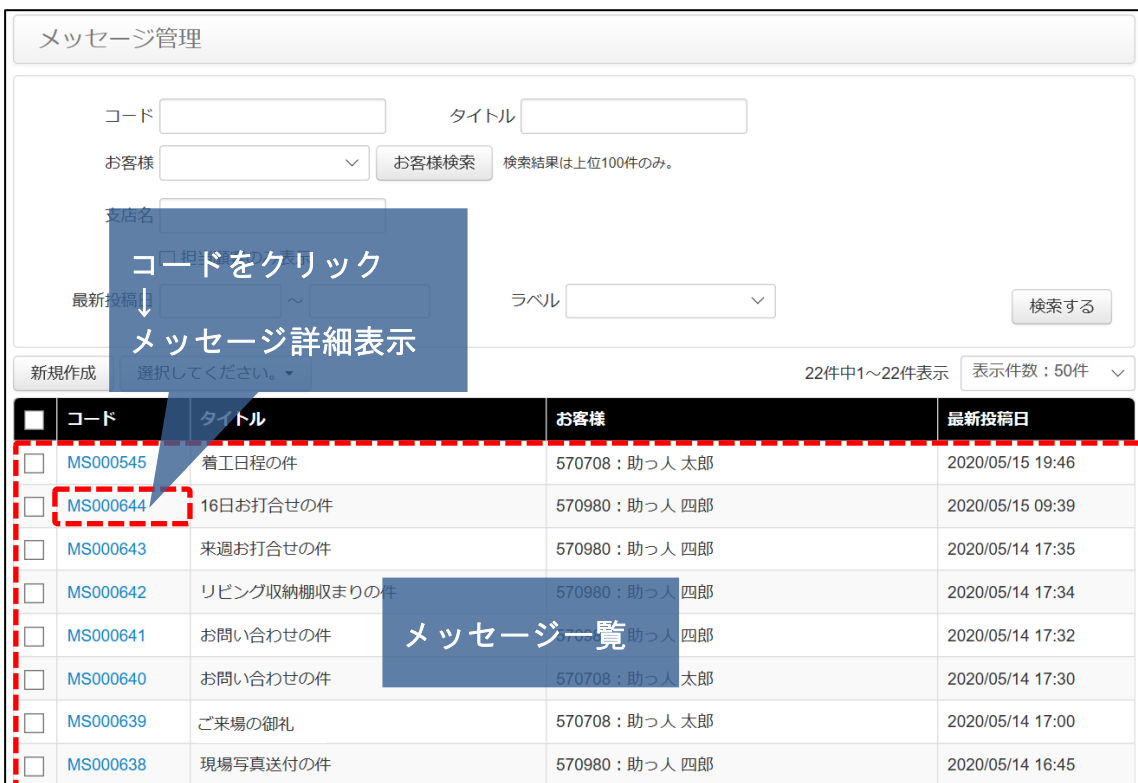 メッセージ管理
コード タイトル
お客様 お客様検索 検索結果は上位100件のみ。
支店名
コードをクリック
↓
メッセージ詳細表示
最新投稿日 ～ ラベル 検索する
新規作成 選択してください。 22件中1～22件表示 表示件数：50件
コード タイトル お客様 最新投稿日
MS000545 着工日程の件 570708：助っ人 太郎 2020/05/15 19:46
MS000644 16日お打合せの件 570980：助っ人 四郎 2020/05/15 09:39
MS000643 来週お打合せの件 570980：助っ人 四郎 2020/05/14 17:35
MS000642 リビング収納棚収まりの件 570980：助っ人 四郎 2020/05/14 17:34
メッセージ一覧
MS000641 お問い合わせの件 570980：助っ人 四郎 2020/05/14 17:32
MS000640 お問い合わせの件 570708：助っ人 太郎 2020/05/14 17:30
MS000639 ご来場の御礼 570708：助っ人 太郎 2020/05/14 17:00
MS000638 現場写真送付の件 570980：助っ人 四郎 2020/05/14 16:45